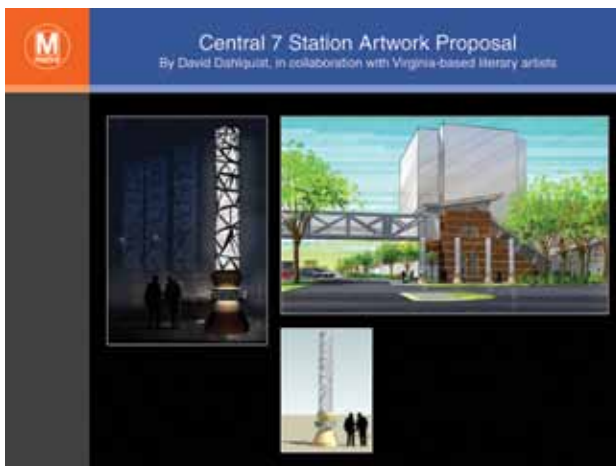 M
Central 7 Station Artwork Proposal
By David Dahlquist, in collaboration with Virginia-based literary artists